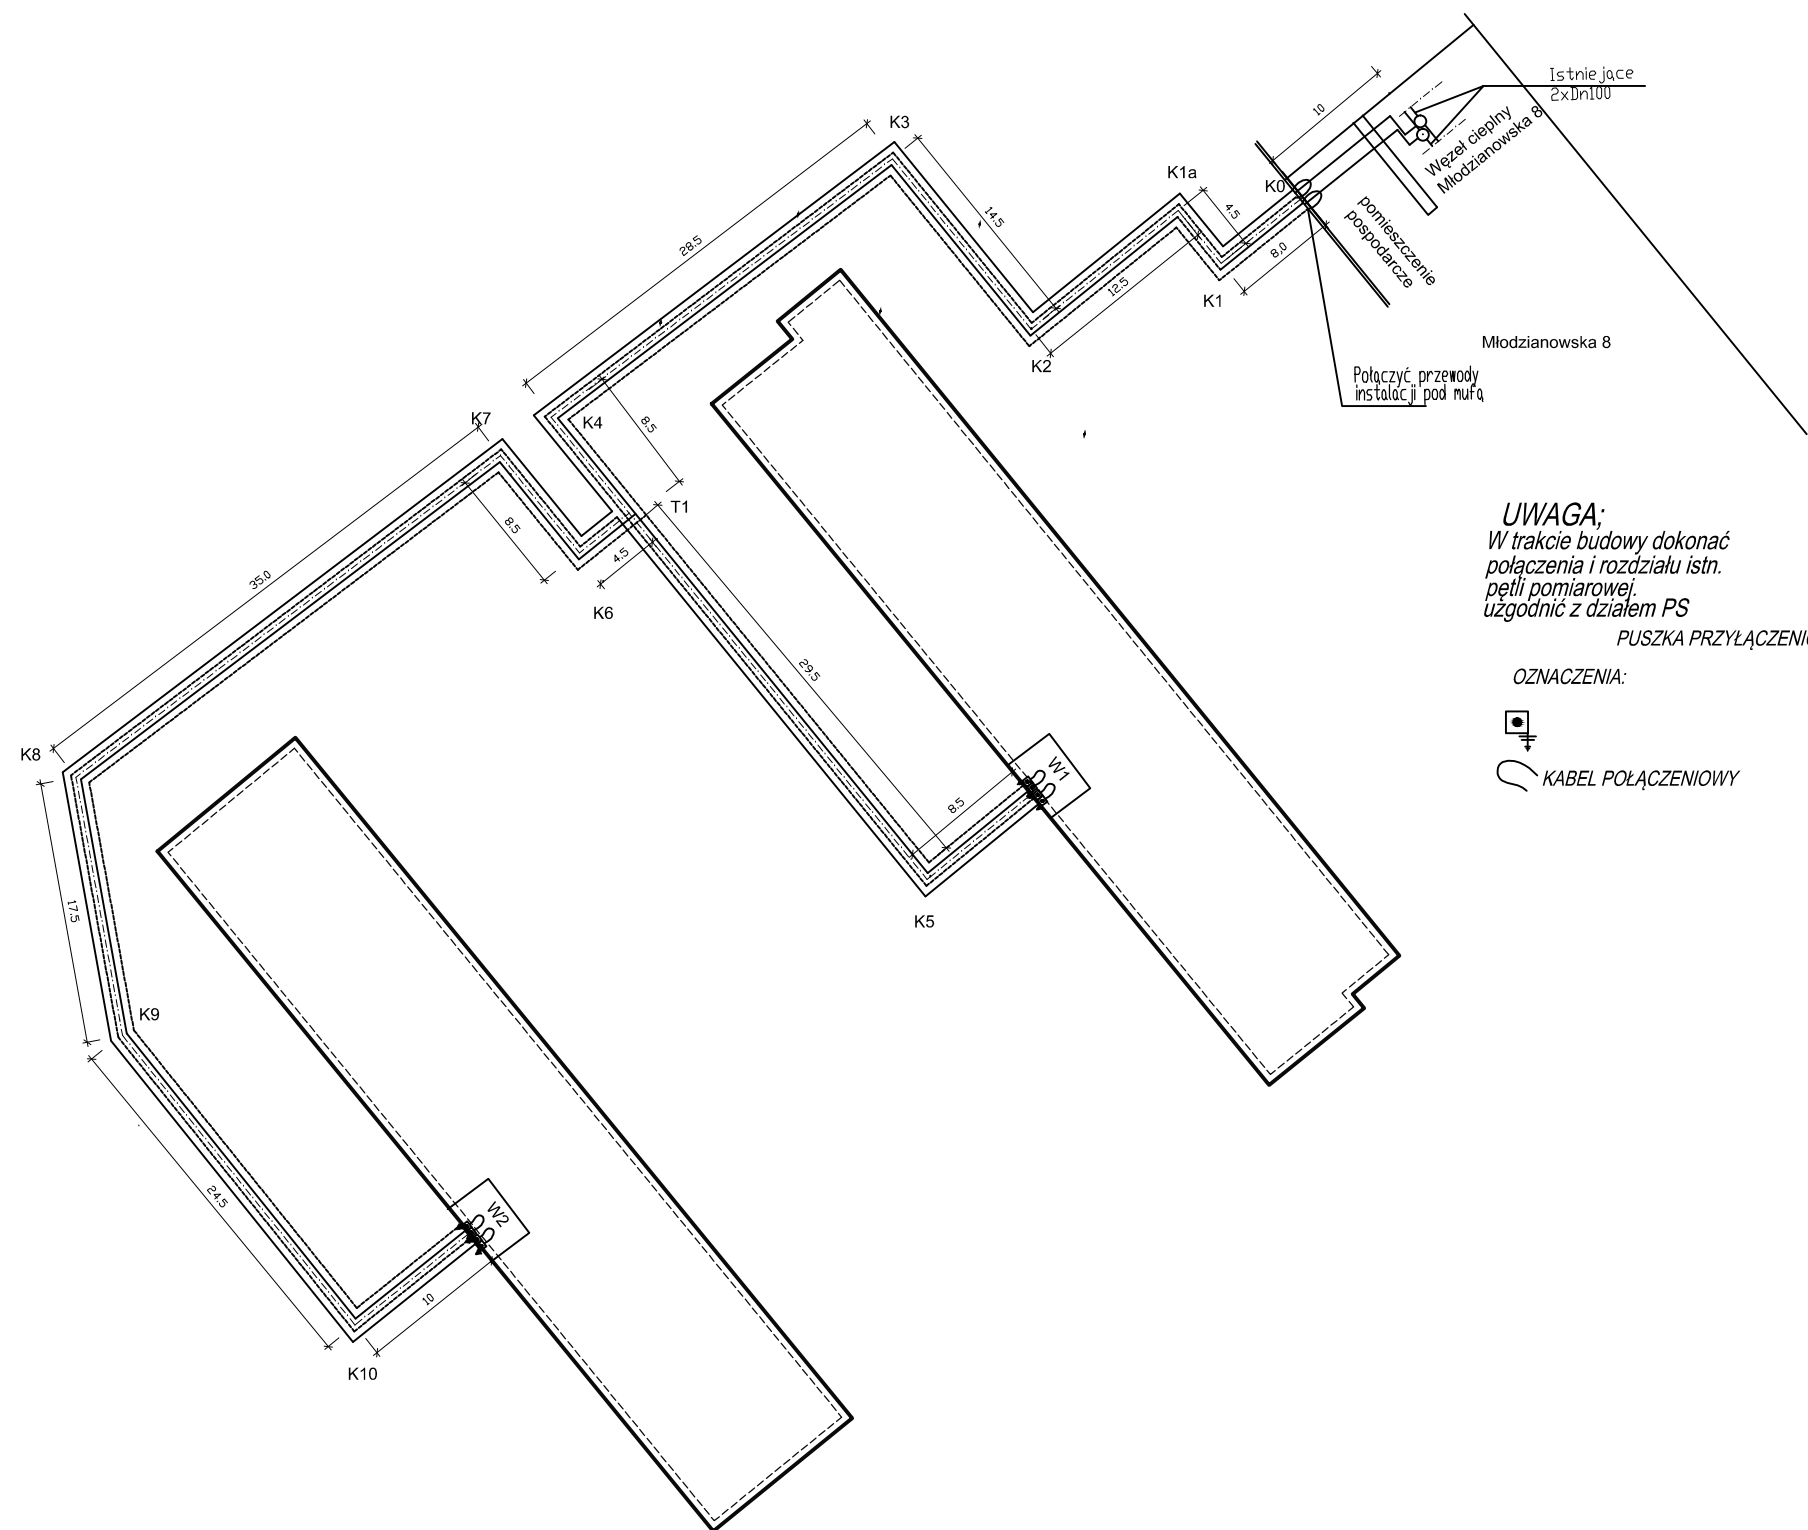 Istniejące
2xDn100
10
Węzeł cieplny
Młodzianowska 8
K3
K1a
K0
4.5
pomieszczenie
pospodarcze
14.5
8,0
28.5
12.5
K1
K2
Młodzianowska 8
Połączyć przewody
instalacji pod mufą
K7
K4
8.5
T1
UWAGA;
W trakcie budowy dokonać
połączenia i rozdziału istn.
pętli pomiarowej.
uzgodnić z działem PS
PUSZKA PRZYŁĄCZENIO
8.5
4.5
35.0
K6
OZNACZENIA:
29.5
K8
W1
KABEL POŁĄCZENIOWY
8.5
17.5
K5
K9
24.5
W2
10
K10